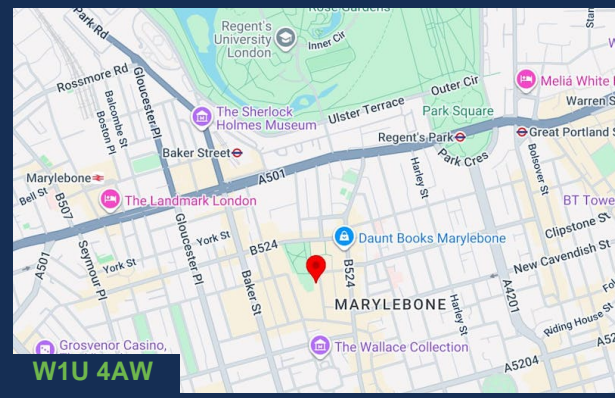 Rose Gardens
Park Rd
Regent's
University
London
Inner Cir
Rossmore Rd
Gloucester Pl
Balcombe St
Boston Pl
The Sherlock
Holmes Museum
Ulster Terrace
Outer Cir
Meliá White
Warren S
Park Square
Regent's Park
Great Portland S
Park Cres
Baker Street
Marylebone
Bell St
B507
A501
The Landmark London
Harley St
Bolsover St
BT Towe
York St
York St
B524
Daunt Books Marylebone
Clipstone St
New Cavendish St
A501
Seymour Pl
Gloucester Pl
Baker St
B524
MARYLEBONE
Harley St
A4201
Riding House St
Grosvenor Casino,
The Wallace Collection
A5204
A52
W1U 4AW